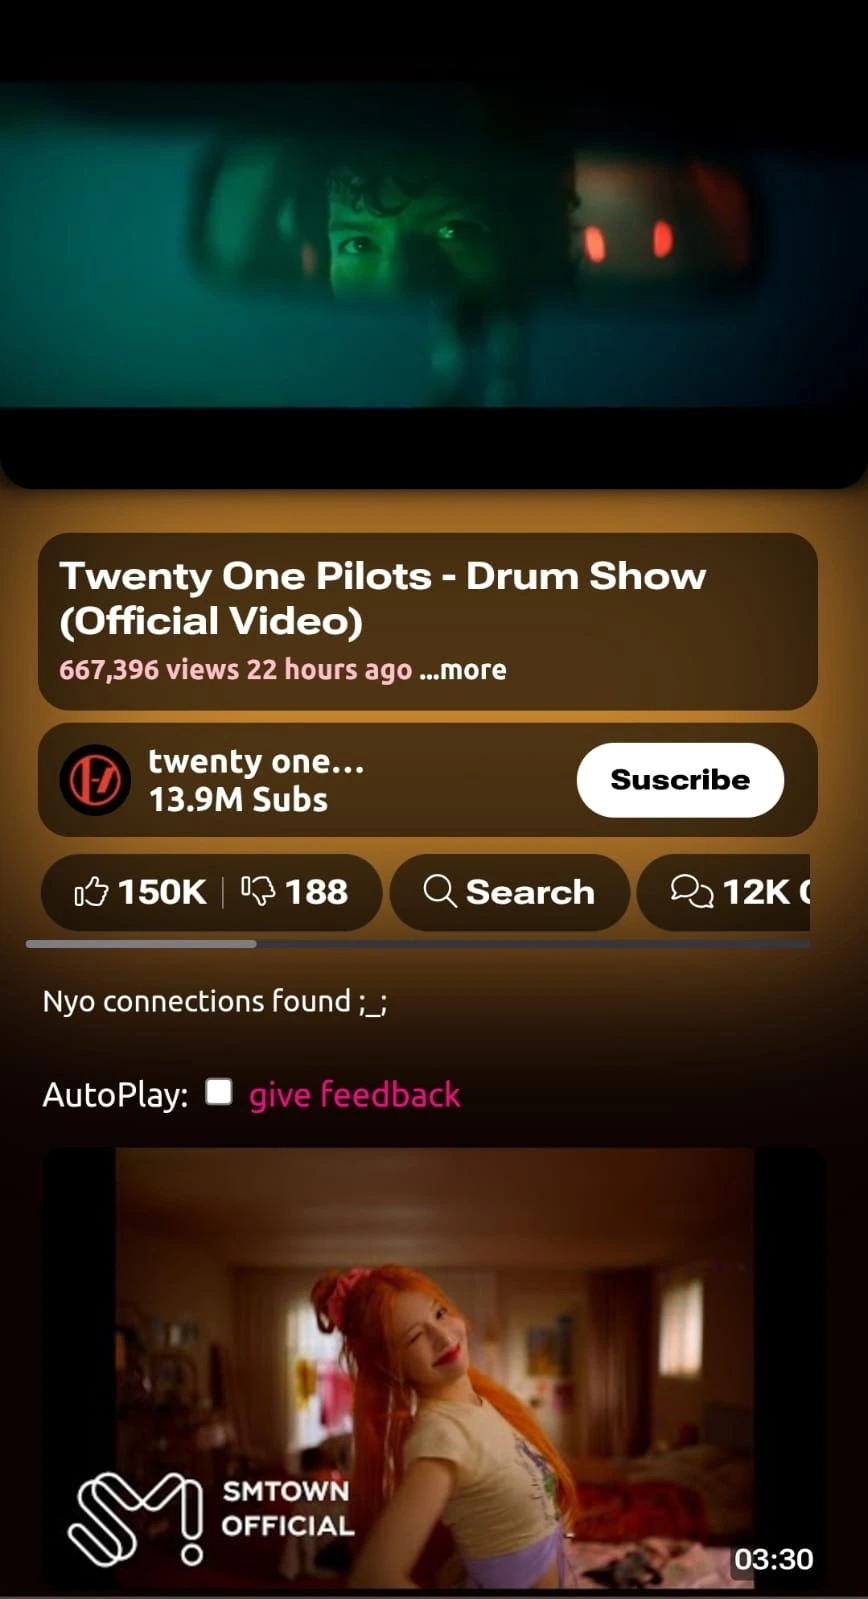 Twenty One Pilots - Drum Show
(Official Video)
667,396 views 22 hours ago ...more
twenty one...
13.9M Subs
Suscribe
150K
188
Search
12K
Nyo connections found ;_;
AutoPlay:
give feedback
SMTOWN
OFFICIAL
03:30